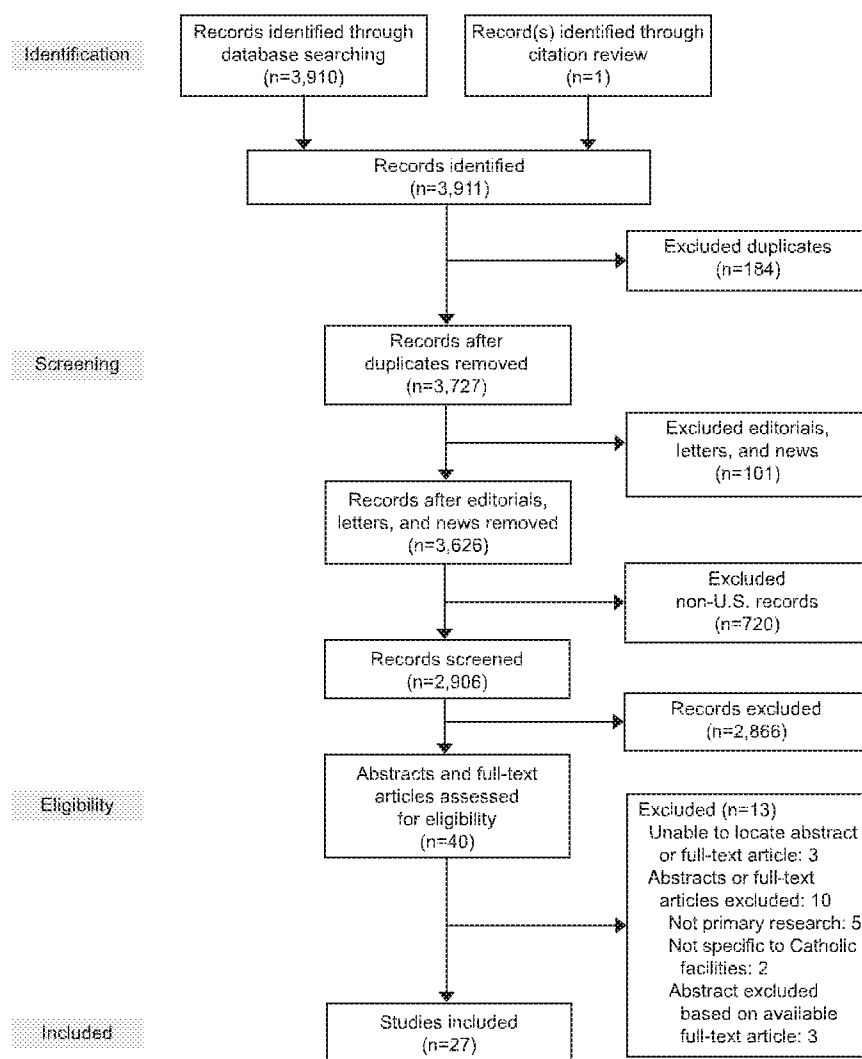 Identification
Records identified through
database searching
(n=3,910)
Record(s) identified through
citation review
(n=1)
Records identified
(n=3,911)
Excluded duplicates
(n=184)
Screening
Records after
duplicates removed
(n=3,727)
Excluded editorials,
letters, and news
(n=101)
Records after editorials,
letters, and news removed
(n=3,626)
Excluded
non-U.S. records
(n=720)
Records screened
(n=2,906)
Records excluded
(n=2,866)
Eligibility
Abstracts and full-text
articles assessed
for eligibility
(n=40)
Excluded (n=13)
Unable to locate abstract
or full-text article: 3
Abstracts or full-text
articles excluded: 10
Not primary research: 5
Not specific to Catholic
facilities: 2
Abstract excluded
based on available
full-text article: 3
Included
Studies included
(n=27)